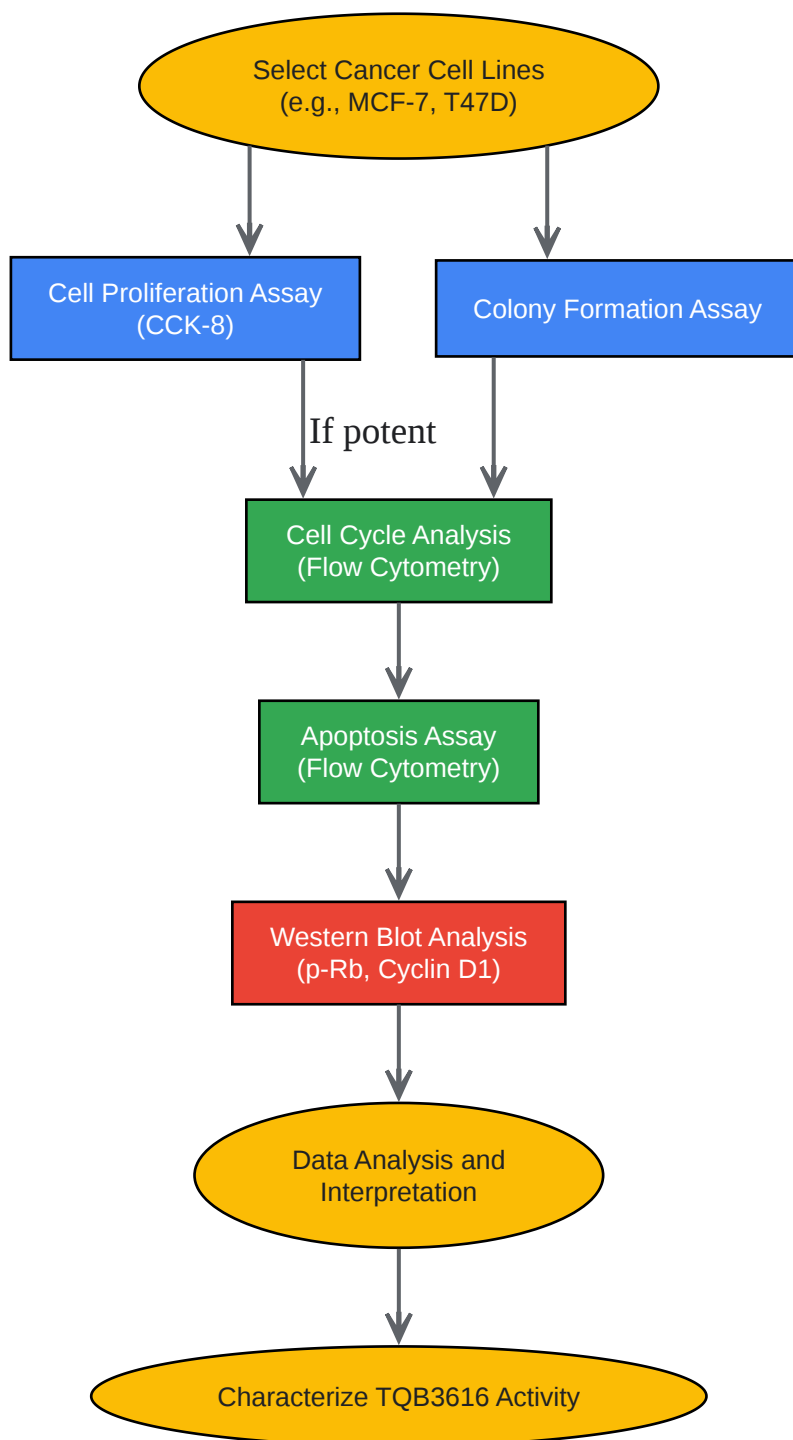 Select Cancer Cell Lines
(e.g., MCF-7, T47D)
Cell Proliferation Assay
(CCK-8)
Colony Formation Assay
If potent
Cell Cycle Analysis
(Flow Cytometry)
Apoptosis Assay
(Flow Cytometry)
Western Blot Analysis
(p-Rb, Cyclin D1)
Data Analysis and
Interpretation
Characterize TQB3616 Activity